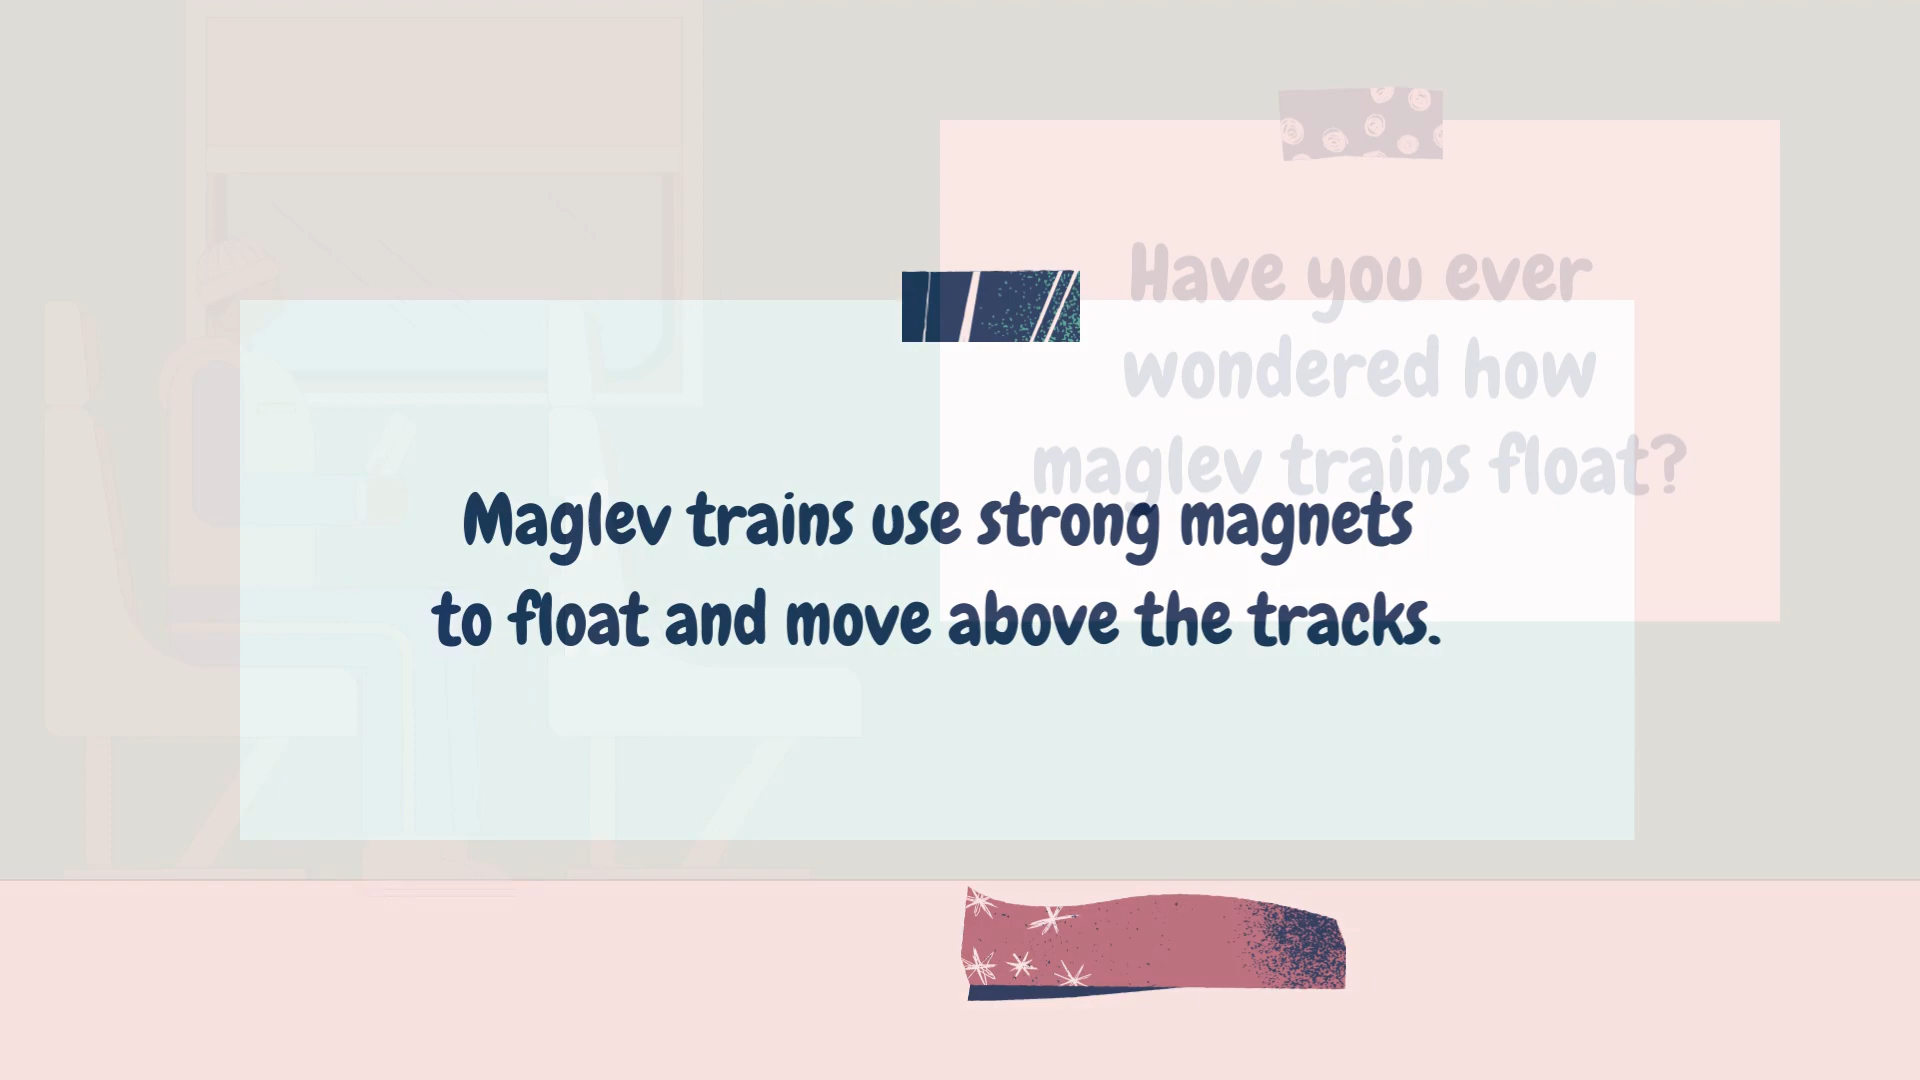 Have you ever
wondered how
maglev trains float?
Maglev trains use strong magnets
to float and move above the tracks.